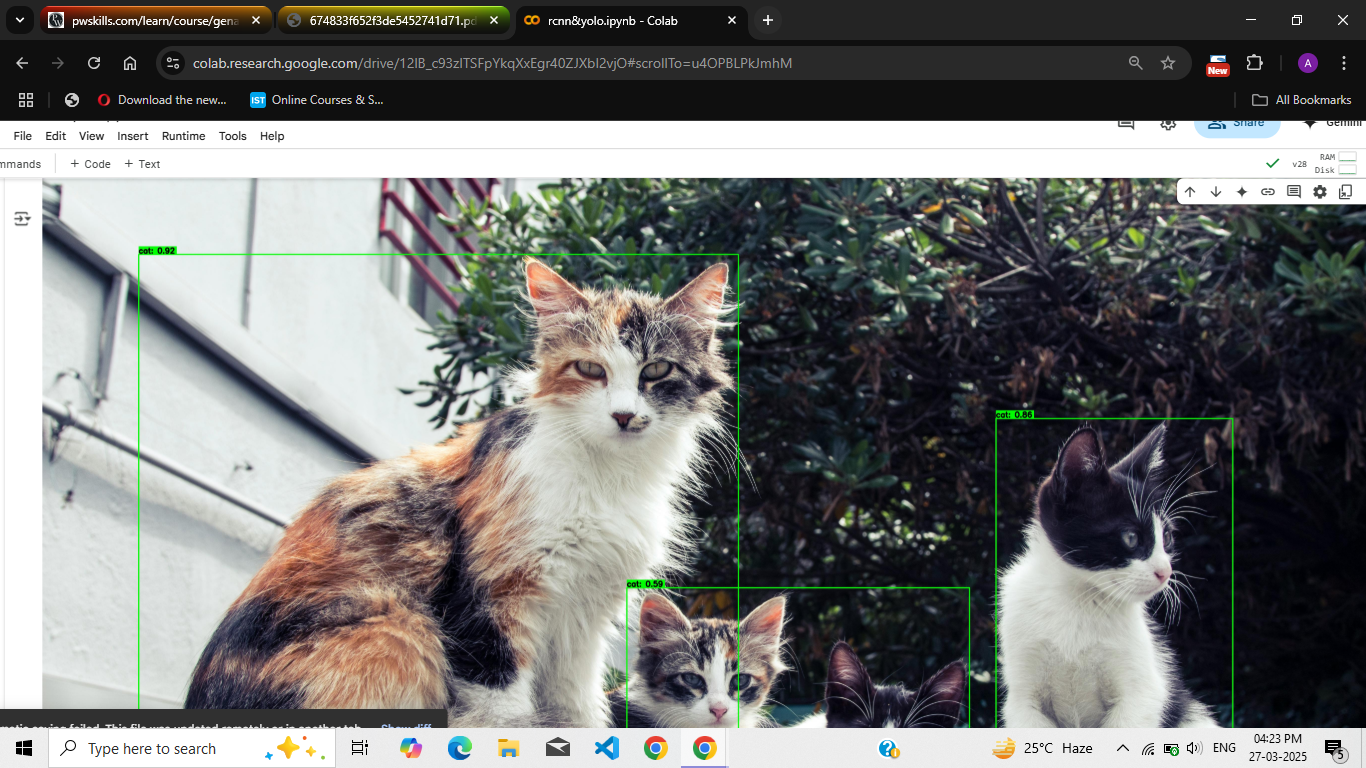 pwskills.com/learn/course/gena
674833f652f3de5452741d71.pd
rcnn&yolo.ipynb - Colab
colab.research.google.com/drive/12IB_c93zITSFpYkqXxEgr40ZJXbI2vjO#scrollTo=u4OPBLPkJmhM
New
A
Download the new...
IST
Online Courses & S...
All Bookmarks
File Edit View Insert Runtime Tools Help
Share
Gemini
mmands
+ Code + Text
v28
RAM
Disk
cat: 0.92
cat: 0.86
cat: 0.59
matic saving failed. This file was updated remotely or in another tab. Show diff
Type here to search
25°C Haze
ENG
04:23 PM
27-03-2025
5